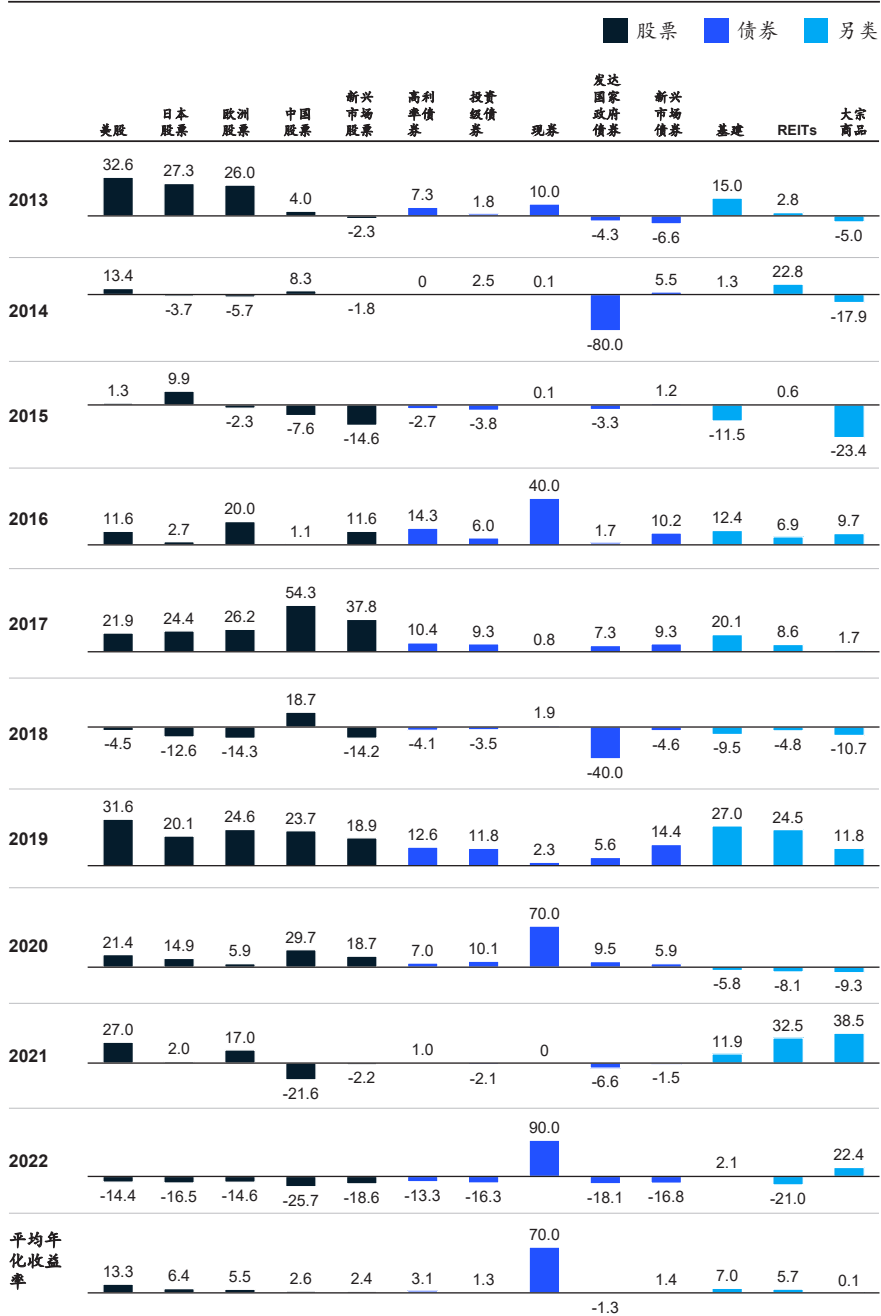 股票 债券 另类
美股 日本股票 欧洲股票 中国股票 新兴市场股票 高利率债券 投资级债券 现券 发达国家政府债券 新兴市场债券 基建 REITs 大宗商品
2013 32.6 27.3 26.0 4.0 -2.3 7.3 1.8 10.0 -4.3 -6.6 15.0 2.8 -5.0
2014 13.4 -3.7 -5.7 8.3 -1.8 0 2.5 0.1 -80.0 5.5 1.3 22.8 -17.9
2015 1.3 9.9 -2.3 -7.6 -14.6 -2.7 -3.8 0.1 -3.3 1.2 -11.5 0.6 -23.4
2016 11.6 2.7 20.0 1.1 11.6 14.3 6.0 40.0 1.7 10.2 12.4 6.9 9.7
2017 21.9 24.4 26.2 54.3 37.8 10.4 9.3 0.8 7.3 9.3 20.1 8.6 1.7
2018 -4.5 -12.6 -14.3 18.7 -14.2 -4.1 -3.5 1.9 -40.0 -4.6 -9.5 -4.8 -10.7
2019 31.6 20.1 24.6 23.7 18.9 12.6 11.8 2.3 5.6 14.4 27.0 24.5 11.8
2020 21.4 14.9 5.9 29.7 18.7 7.0 10.1 70.0 9.5 5.9 -5.8 -8.1 -9.3
2021 27.0 2.0 17.0 -21.6 -2.2 1.0 -2.1 0 -6.6 -1.5 11.9 32.5 38.5
2022 -14.4 -16.5 -14.6 -25.7 -18.6 -13.3 -16.3 90.0 -18.1 -16.8 2.1 -21.0 22.4
平均年化收益率 13.3 6.4 5.5 2.6 2.4 3.1 1.3 70.0 -1.3 1.4 7.0 5.7 0.1